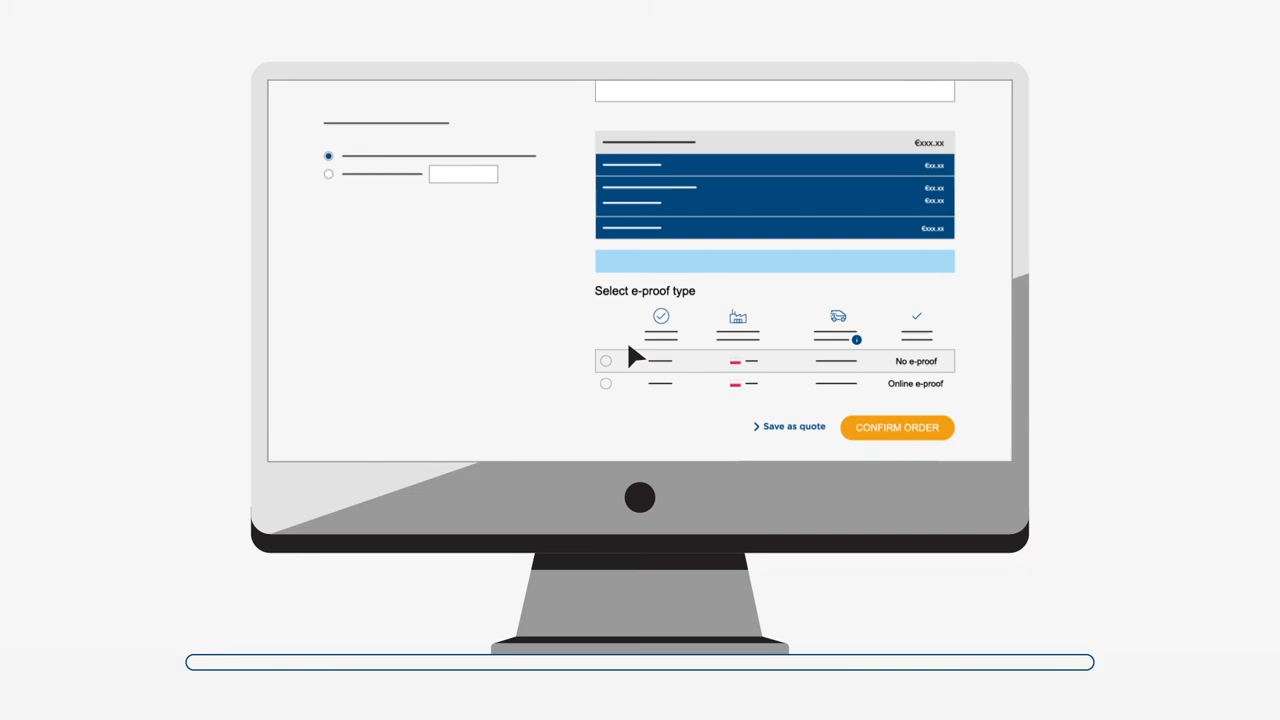 €xxx.xx
€xx.xx
€xx.xx
€xx.xx
€xxx.xx
Select e-proof type
i
No e-proof
Online e-proof
Save as quote
CONFIRM ORDER